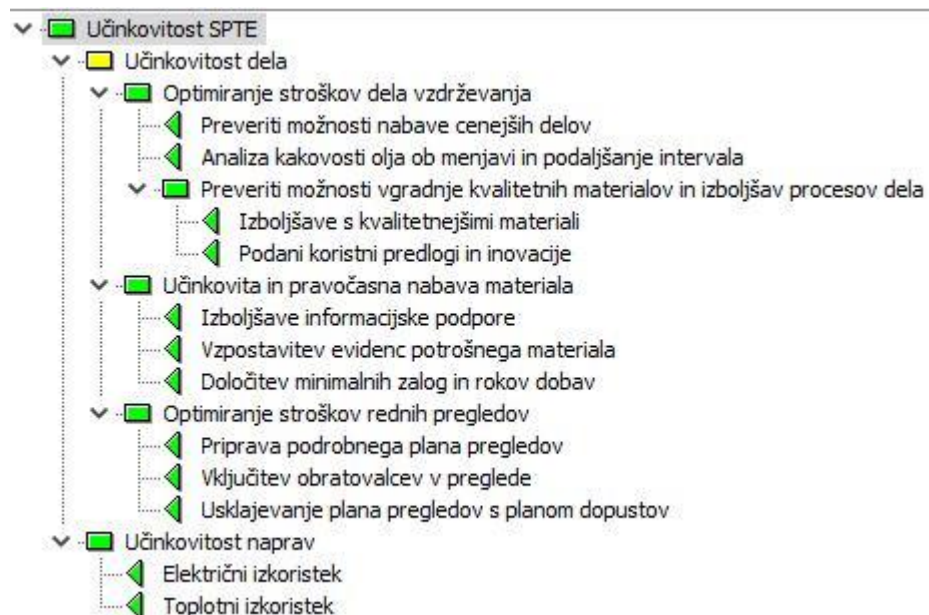 Učinkovitost SPTE
Učinkovitost dela
Optimiranje stroškov dela vzdrževanja
Preveriti možnosti nabave cenejših delov
Analiza kakovosti olja ob menjavi in podaljšanje intervala
Preveriti možnosti vgradnje kvalitetnih materialov in izboljšav procesov dela
Izboljšave s kvalitetnejšimi materiali
Podani koristni predlogi in inovacije
Učinkovita in pravočasna nabava materiala
Izboljšave informacijske podpore
Vzpostavitev evidenc potrošnega materiala
Določitev minimalnih zalog in rokov dobav
Optimiranje stroškov rednih pregledov
Priprava podrobnega plana pregledov
Vključitev obratovalcev v preglede
Usklajevanje plana pregledov s planom dopustov
Učinkovitost naprav
Električni izkoristek
Toplotni izkoristek